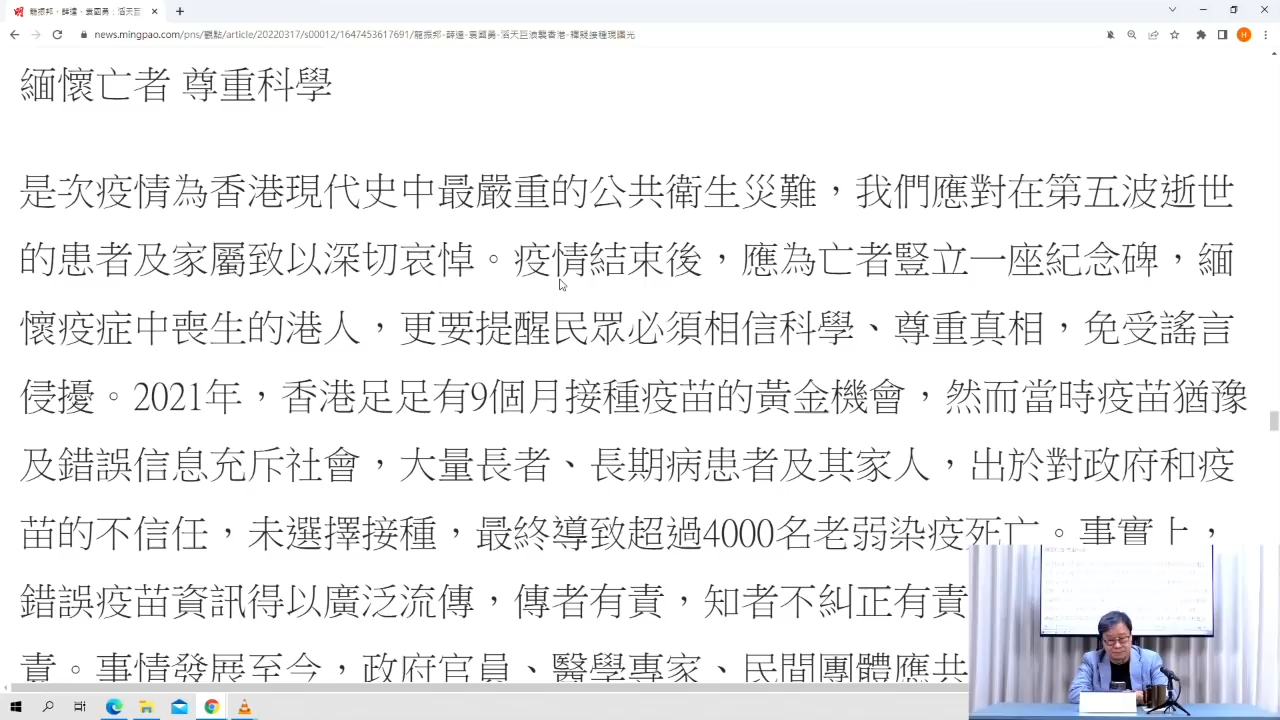 龍振邦、薛達、袁國勇：滔天巨
news.mingpao.com/pns/觀點/article/20220317/s00012/1647453617691/龍振邦-薛達-袁國勇-滔天巨浪襲香港-釋疑接種現曙光
H
緬懷亡者 尊重科學
是次疫情為香港現代史中最嚴重的公共衛生災難，我們應對在第五波逝世
的患者及家屬致以深切哀悼。疫情結束後，應為亡者豎立一座紀念碑，緬
懷疫症中喪生的港人，更要提醒民眾必須相信科學、尊重真相，免受謠言
侵擾。2021年，香港足足有9個月接種疫苗的黃金機會，然而當時疫苗猶豫
及錯誤信息充斥社會，大量長者、長期病患者及其家人，出於對政府和疫
苗的不信任，未選擇接種，最終導致超過4000名老弱染疫死亡。事實上，
錯誤疫苗資訊得以廣泛流傳，傳者有責，知者不糾正有責
責。事情發展至今，政府官員、醫學專家、民間團體應共